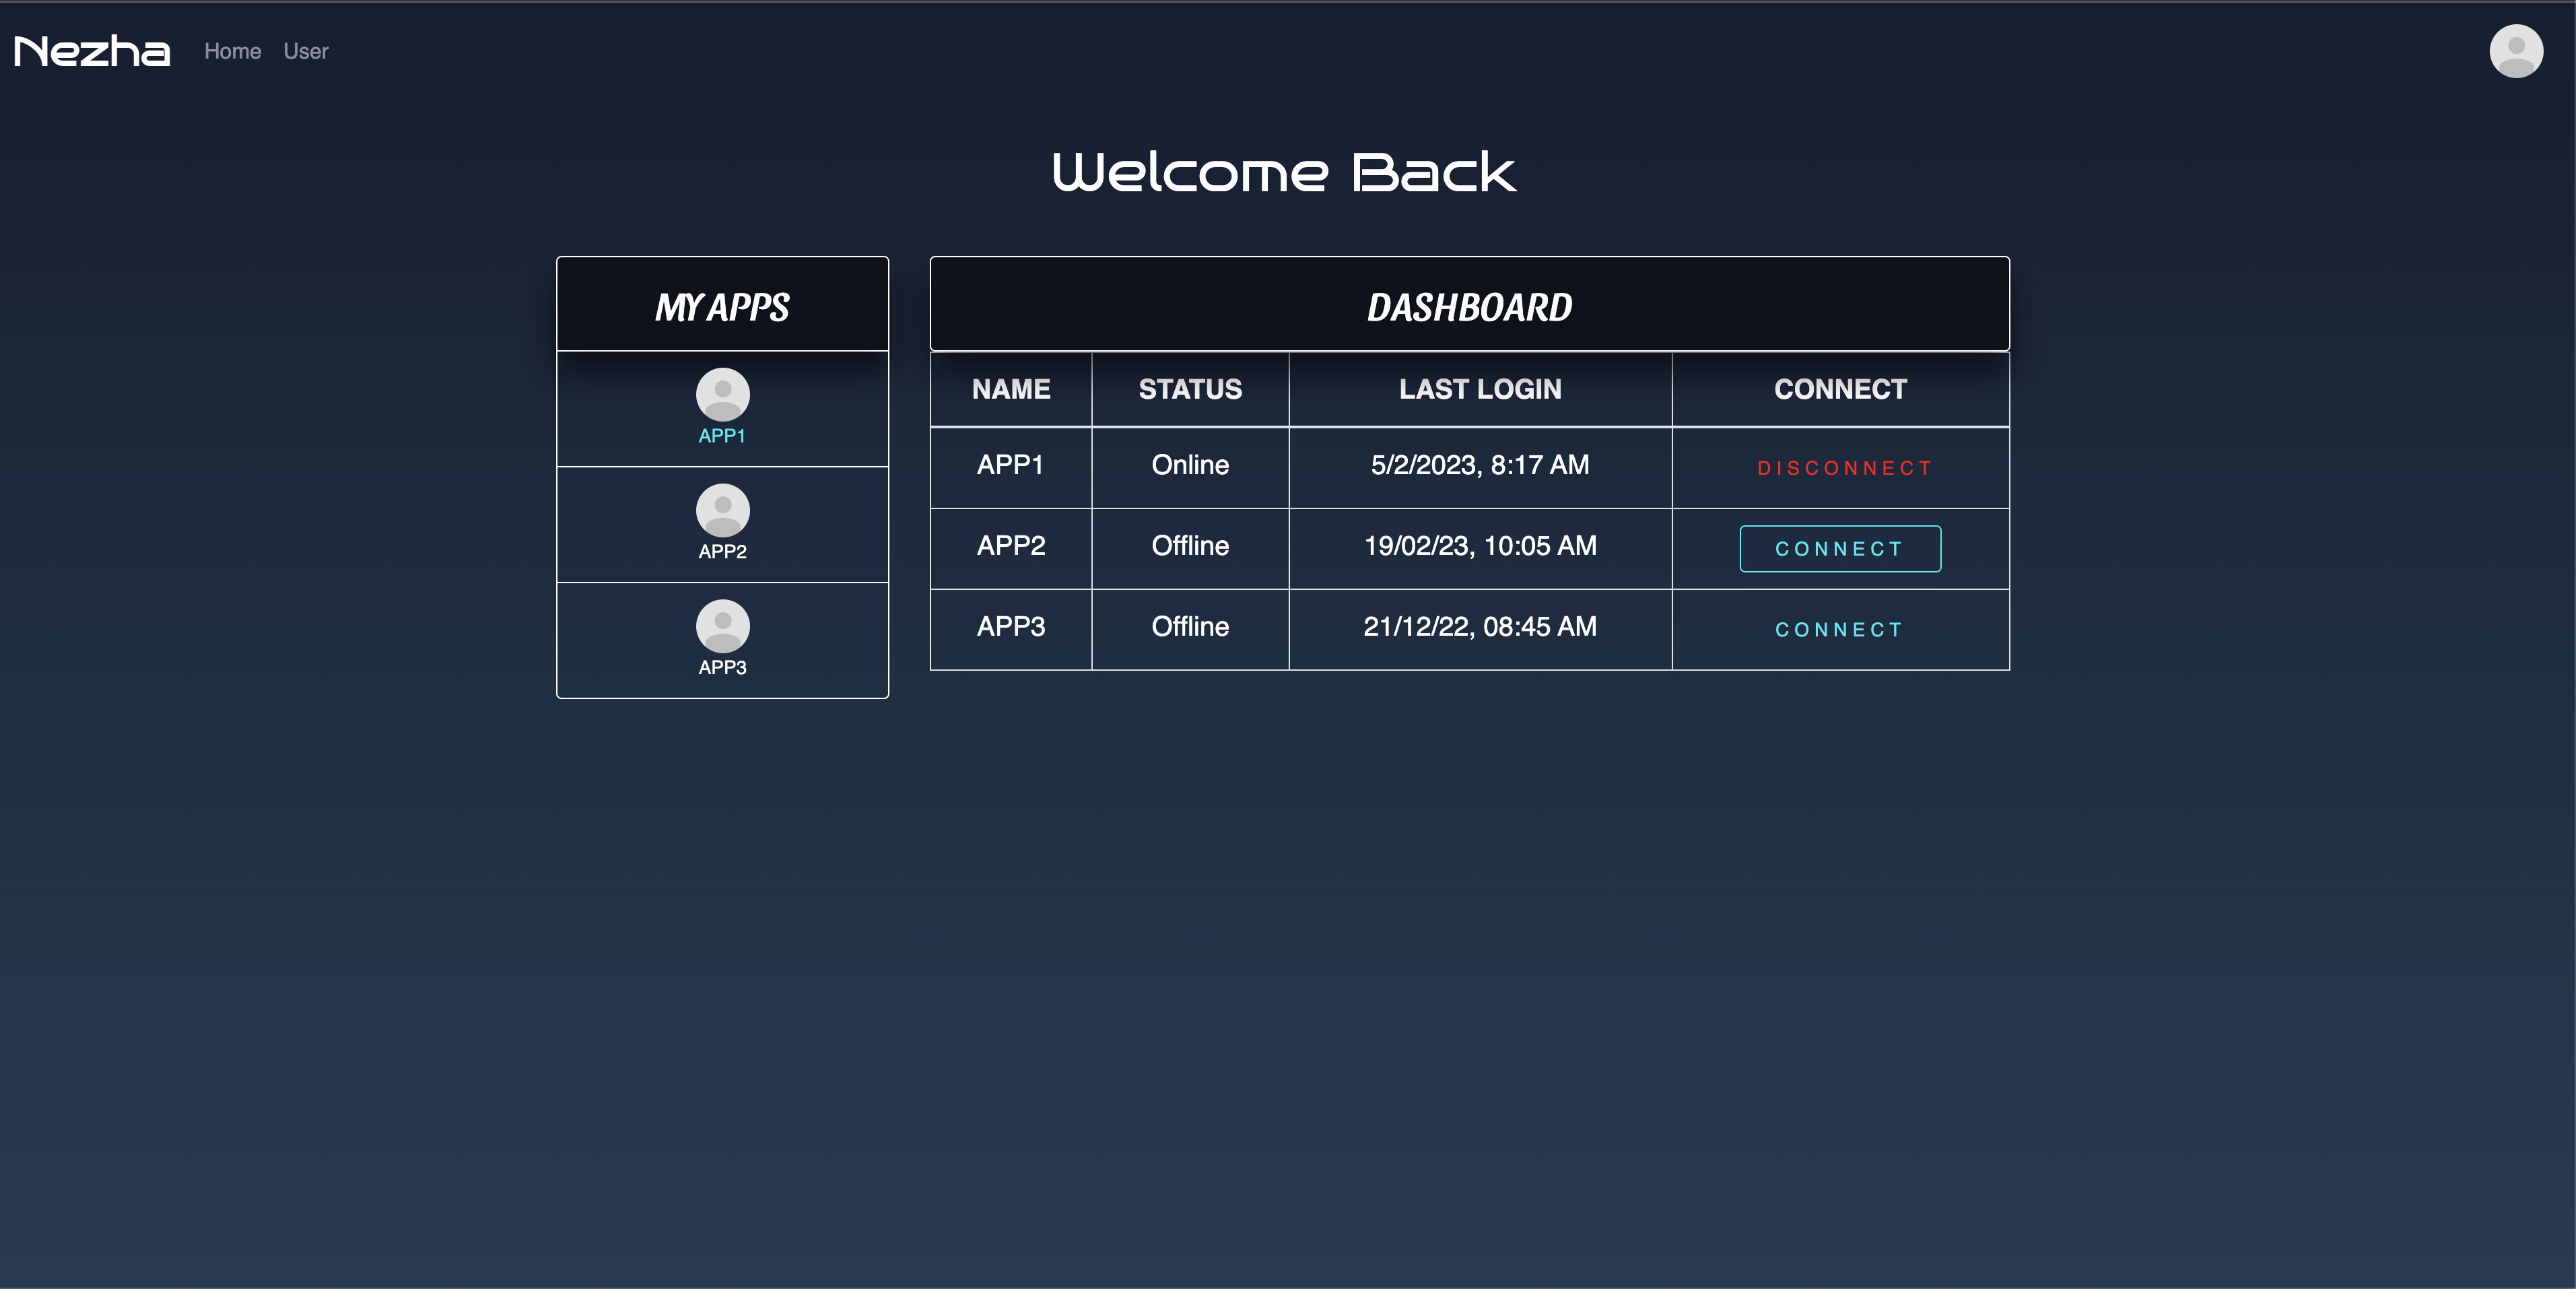 Nezha Home User
Welcome Back
MY APPS
APP1
APP2
APP3
DASHBOARD
NAME STATUS LAST LOGIN CONNECT
APP1 Online 5/2/2023, 8:17 AM DISCONNECT
APP2 Offline 19/02/23, 10:05 AM CONNECT
APP3 Offline 21/12/22, 08:45 AM CONNECT